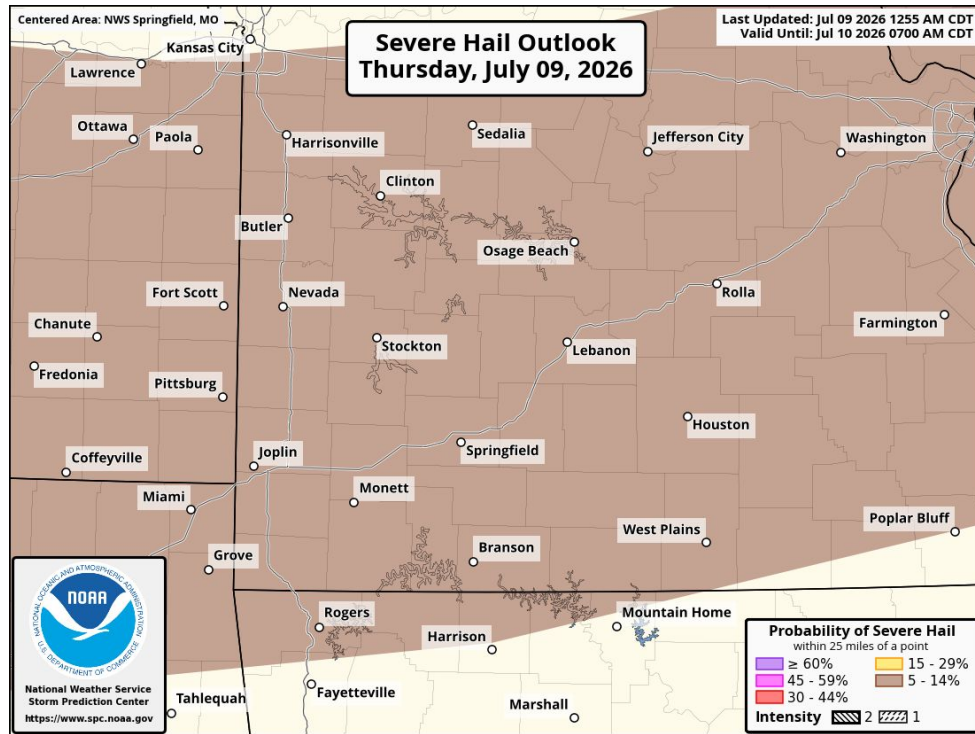 Centered Area: NWS Springfield, MO
Last Updated: Jul 09 2026 1255 AM CDT
Valid Until: Jul 10 2026 0700 AM CDT
Severe Hail Outlook
Thursday, July 09, 2026
Kansas City
Lawrence
Ottawa
Paola
Harrisonville
Sedalia
Jefferson City
Washington
Clinton
Butler
Osage Beach
Fort Scott
Nevada
Rolla
Chanute
Farmington
Stockton
Lebanon
Fredonia
Pittsburg
Houston
Coffeyville
Joplin
Springfield
Miami
Monett
Poplar Bluff
West Plains
Grove
Branson
Rogers
Mountain Home
Harrison
Tahlequah
Fayetteville
Marshall
NATIONAL OCEANIC AND ATMOSPHERIC ADMINISTRATION
NOAA
U.S. DEPARTMENT OF COMMERCE
National Weather Service
Storm Prediction Center
https://www.spc.noaa.gov
Probability of Severe Hail
within 25 miles of a point
≥ 60% 15 - 29%
45 - 59% 5 - 14%
30 - 44%
Intensity 2 1